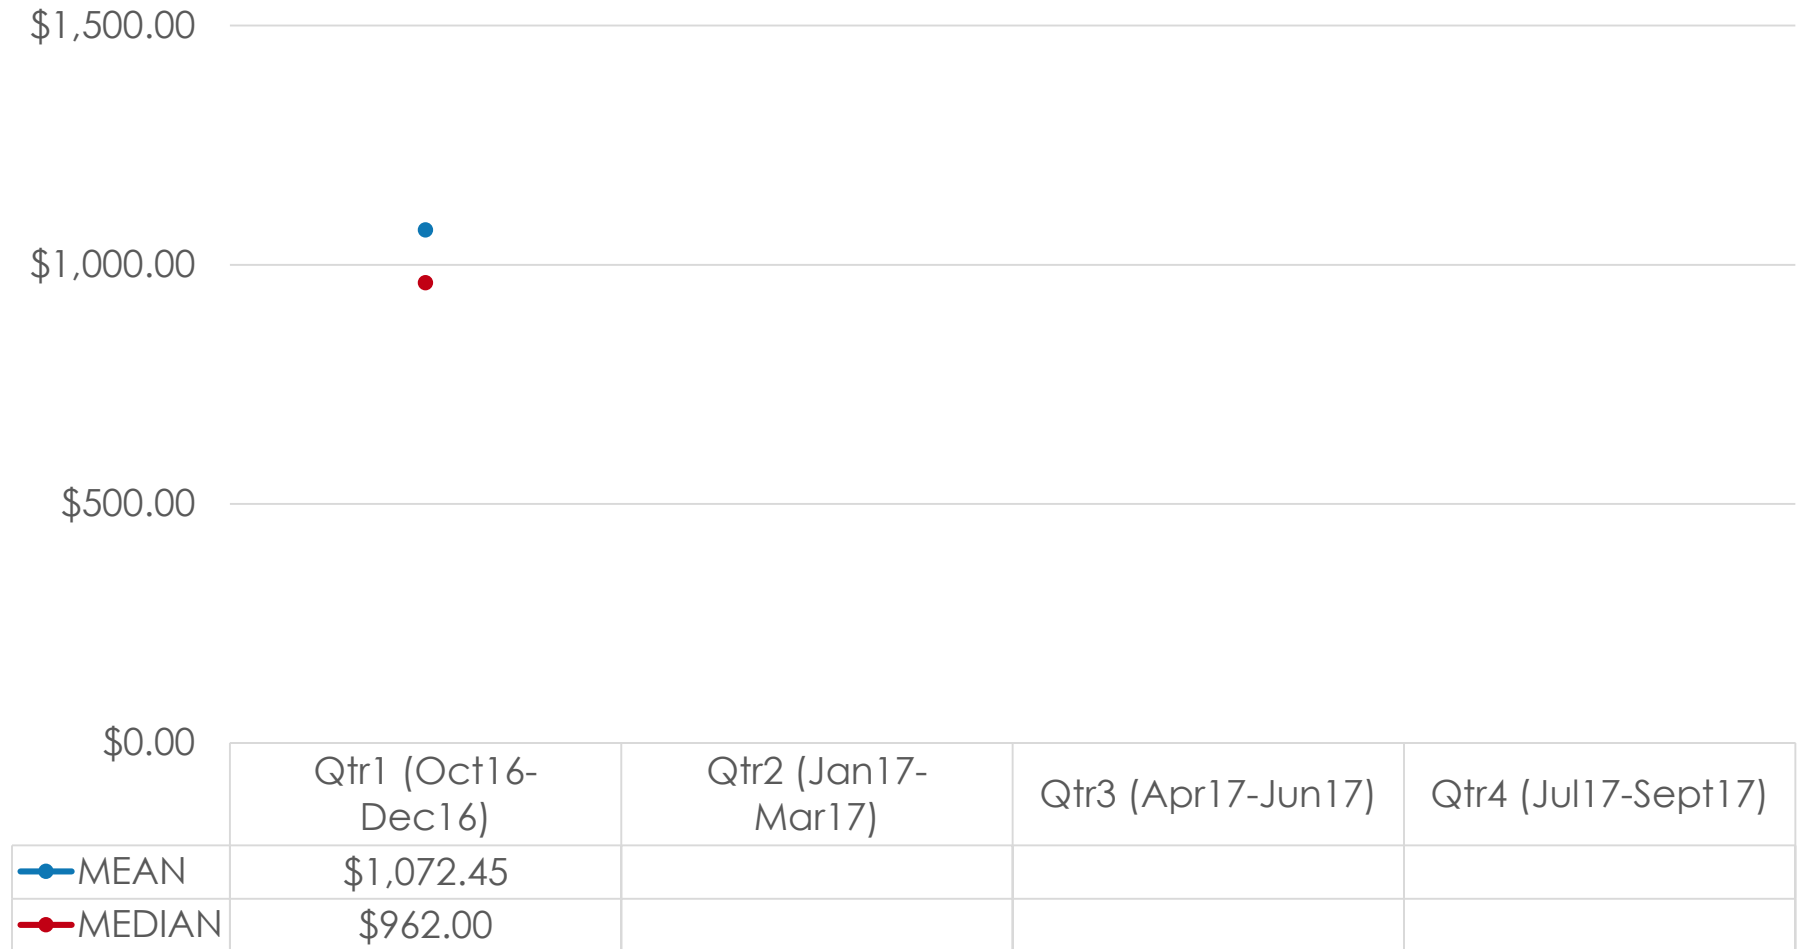 $1,500.00
$1,000.00
$500.00
$0.00
Qtr1 (Oct16-
Dec16)
Qtr2 (Jan17-
Mar17)
Qtr3 (Apr17-Jun17)
Qtr4 (Jul17-Sept17)
MEAN $1,072.45
MEDIAN $962.00